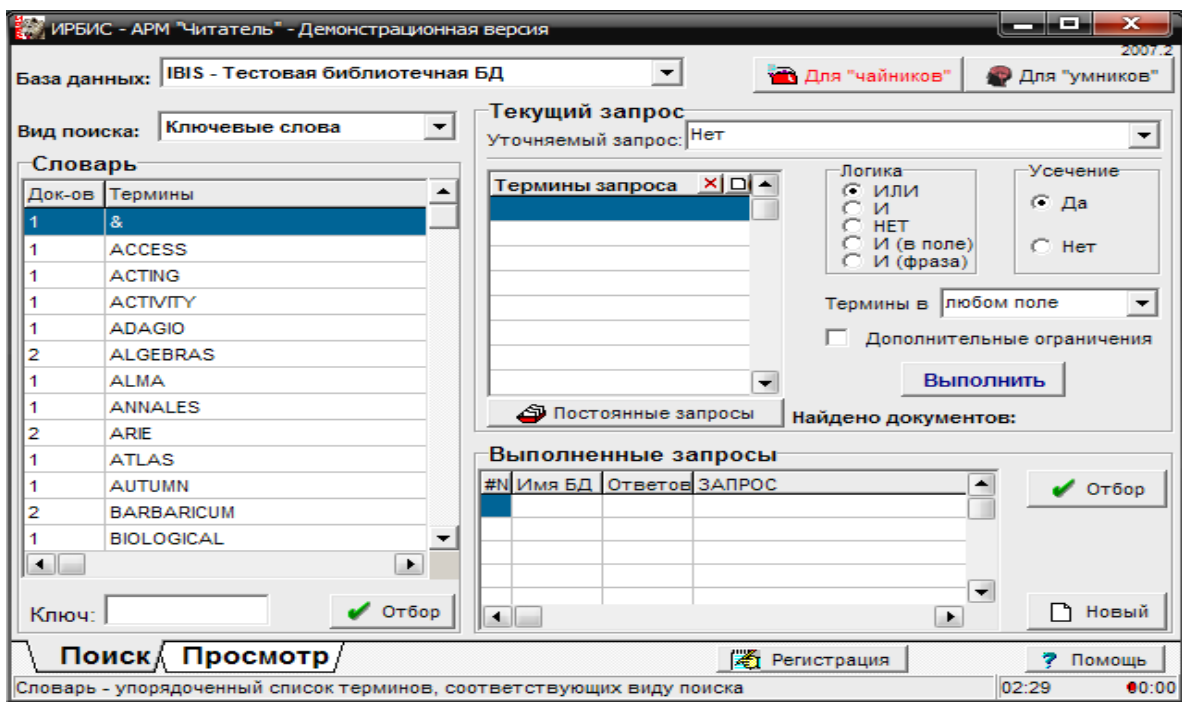 ИРБИС - АРМ "Читатель" - Демонстрационная версия
2007.2
База данных: IBIS - Тестовая библиотечная БД
Для "чайников"
Для "умников"
Вид поиска: Ключевые слова
Словарь
Док-ов Термины
1 &
1 ACCESS
1 ACTING
1 ACTIVITY
1 ADAGIO
2 ALGEBRAS
1 ALMA
1 ANNALES
2 ARIE
1 ATLAS
1 AUTUMN
2 BARBARICUM
1 BIOLOGICAL
Ключ:
Отбор
Текущий запрос
Уточняемый запрос: Нет
Термины запроса
Логика
ИЛИ
И
НЕТ
И (в поле)
И (фраза)
Усечение
Да
Нет
Термины в любом поле
Дополнительные ограничения
Выполнить
Постоянные запросы
Найдено документов:
Выполненные запросы
#N Имя БД Ответов ЗАПРОС
Отбор
Новый
Поиск Просмотр
Регистрация
? Помощь
Словарь - упорядоченный список терминов, соответствующих виду поиска
02:29
00:00